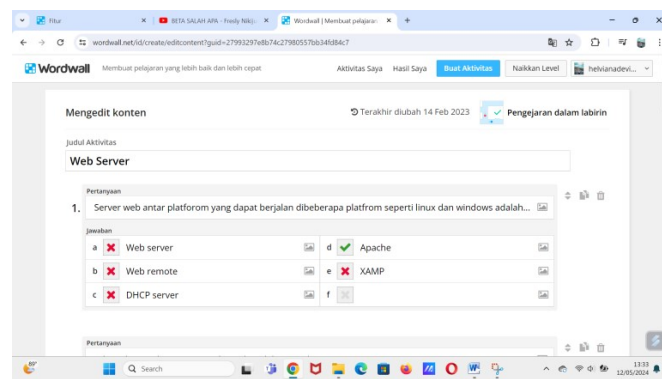 Fitur
BETA SALAH APA - Fresly Nikij
Wordwall | Membuat pelajaran
wordwall.net/id/create/editcontent?guid=27993297e8b74c27980557bb34fd84c7
Wordwall Membuat pelajaran yang lebih baik dan lebih cepat Aktivitas Saya Hasil Saya Buat Aktivitas Naikkan Level helvianadevi...
Mengedit konten Terakhir diubah 14 Feb 2023 Pengejaran dalam labirin
Judul Aktivitas
Web Server
Pertanyaan
1. Server web antar platforom yang dapat berjalan dibeberapa platfrom seperti linux dan windows adalah...
Jawaban
a Web server d Apache
b Web remote e XAMP
c DHCP server f
Pertanyaan
Search
13:33
12/05/2024